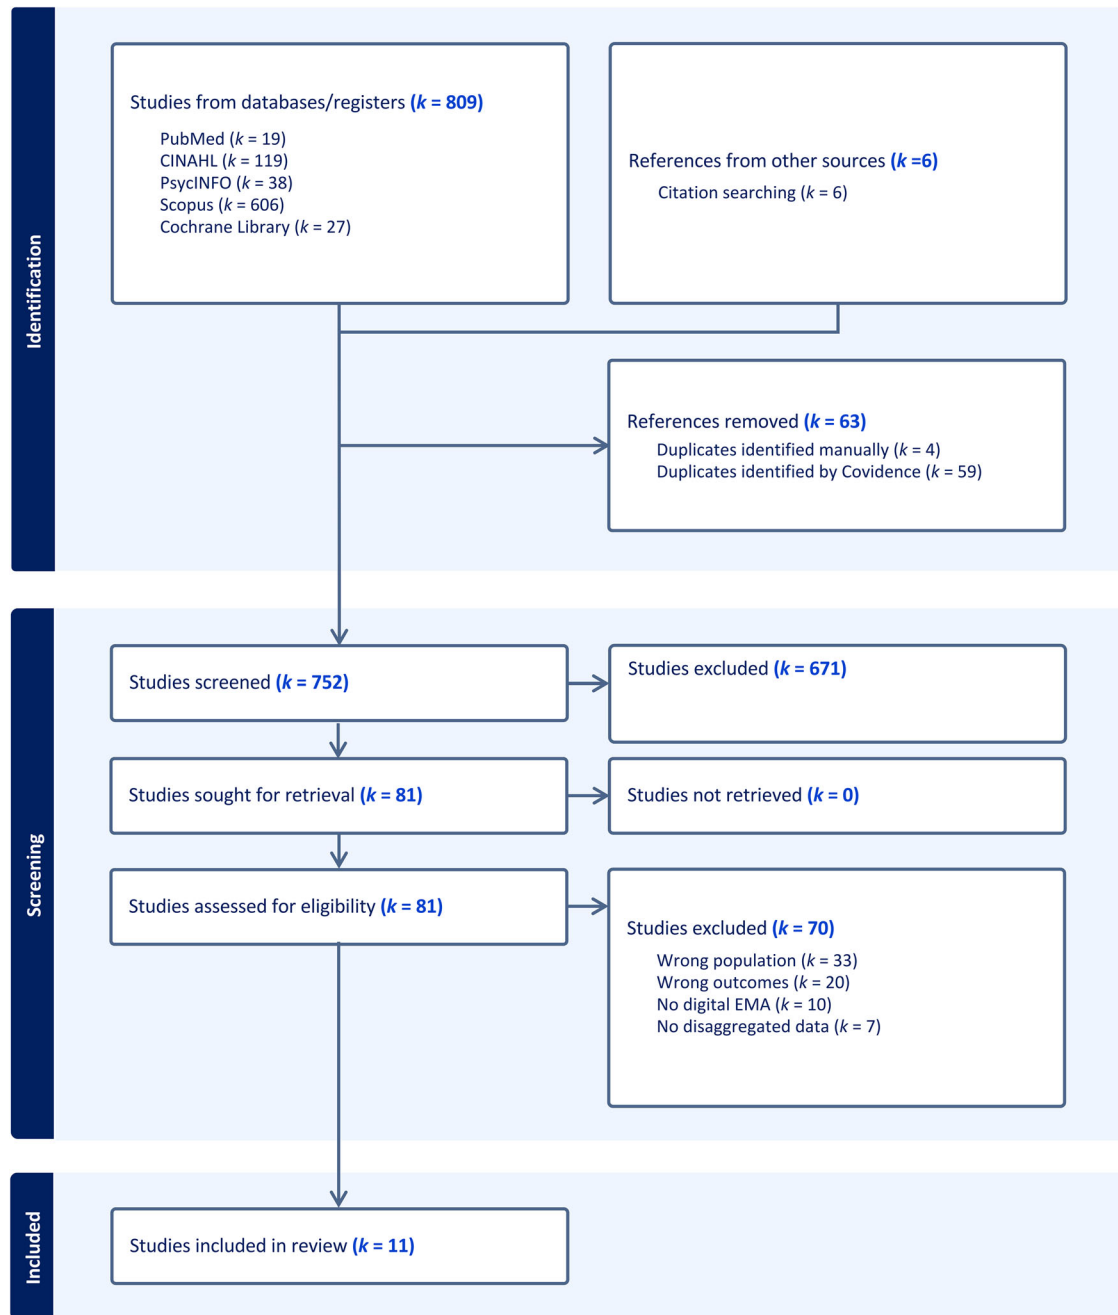 Identification
Studies from databases/registers (k = 809)
PubMed (k = 19)
CINAHL (k = 119)
PsycINFO (k = 38)
Scopus (k = 606)
Cochrane Library (k = 27)
References from other sources (k =6)
Citation searching (k = 6)
References removed (k = 63)
Duplicates identified manually (k = 4)
Duplicates identified by Covidence (k = 59)
Screening
Studies screened (k = 752)
Studies excluded (k = 671)
Studies sought for retrieval (k = 81)
Studies not retrieved (k = 0)
Studies assessed for eligibility (k = 81)
Studies excluded (k = 70)
Wrong population (k = 33)
Wrong outcomes (k = 20)
No digital EMA (k = 10)
No disaggregated data (k = 7)
Included
Studies included in review (k = 11)